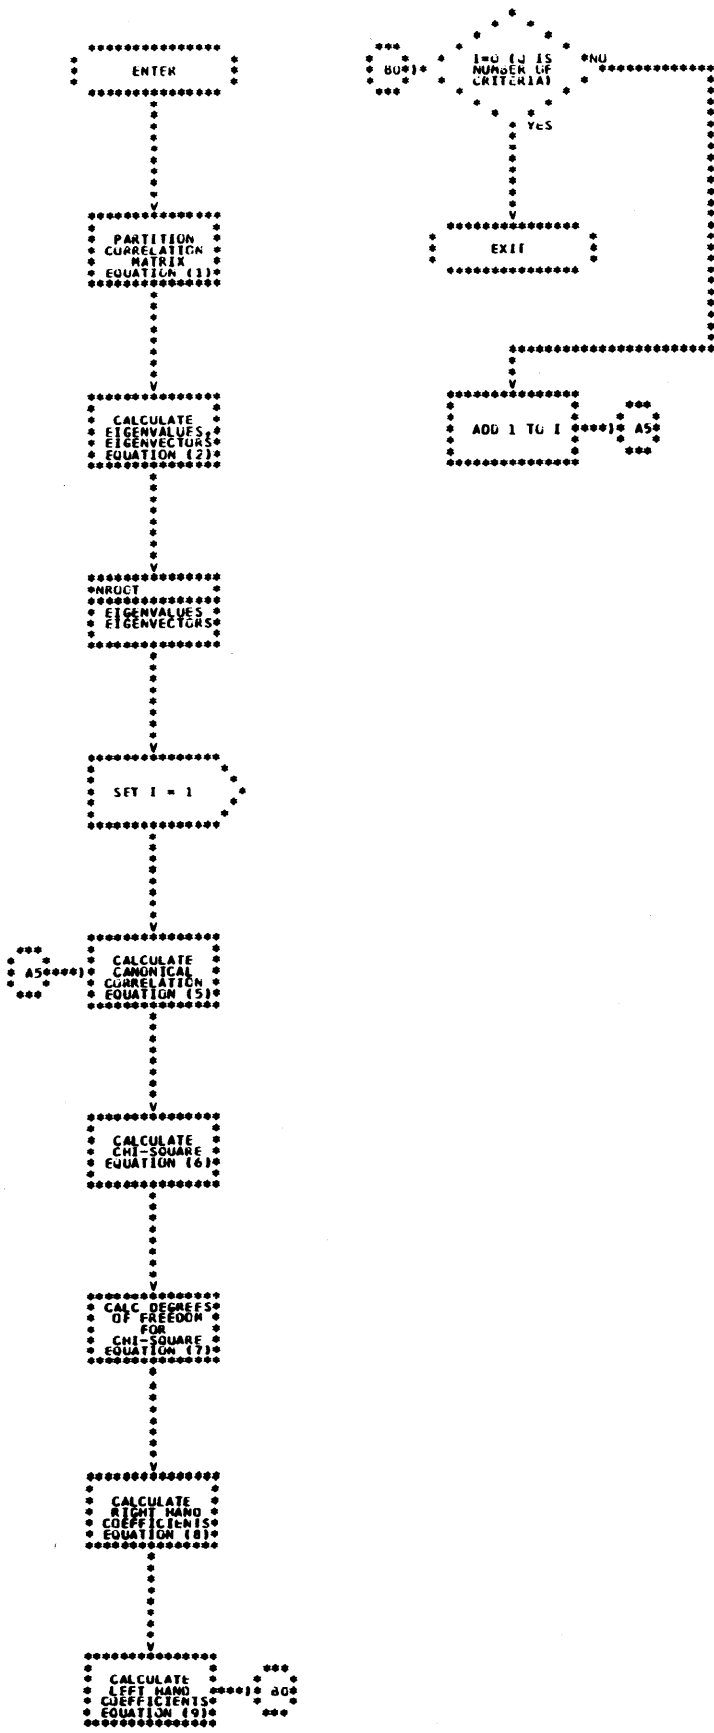 ENTER
PARTITION
CORRELATION
MATRIX
EQUATION (1)
CALCULATE
EIGENVALUES,
EIGENVECTORS
EQUATION (2)
NROOT
EIGENVALUES
EIGENVECTORS
SET I = 1
A5
CALCULATE
CANONICAL
CORRELATION
EQUATION (5)
CALCULATE
CHI-SQUARE
EQUATION (6)
CALC DEGREES
OF FREEDOM
FOR
CHI-SQUARE
EQUATION (7)
CALCULATE
RIGHT HAND
COEFFICIENTS
EQUATION (8)
CALCULATE
LEFT HAND
COEFFICIENTS
EQUATION (9)
B0
B0
I=Q (Q IS
NUMBER OF
CRITERIA)
NO
YES
EXIT
ADD 1 TO I
A5